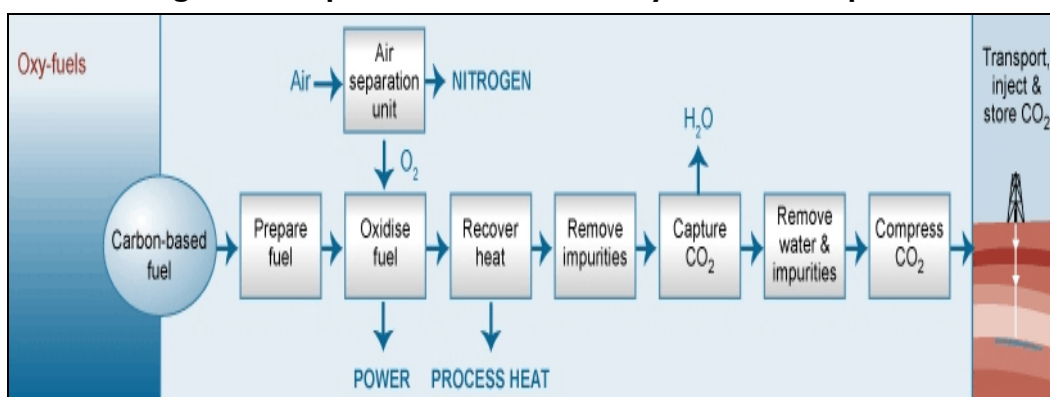 Oxy-fuels
Air
Air
separation
unit
NITROGEN
O₂
H₂O
Transport,
inject &
store CO₂
Carbon-based
fuel
Prepare
fuel
Oxidise
fuel
Recover
heat
Remove
impurities
Capture
CO₂
Remove
water &
impurities
Compress
CO₂
POWER
PROCESS HEAT